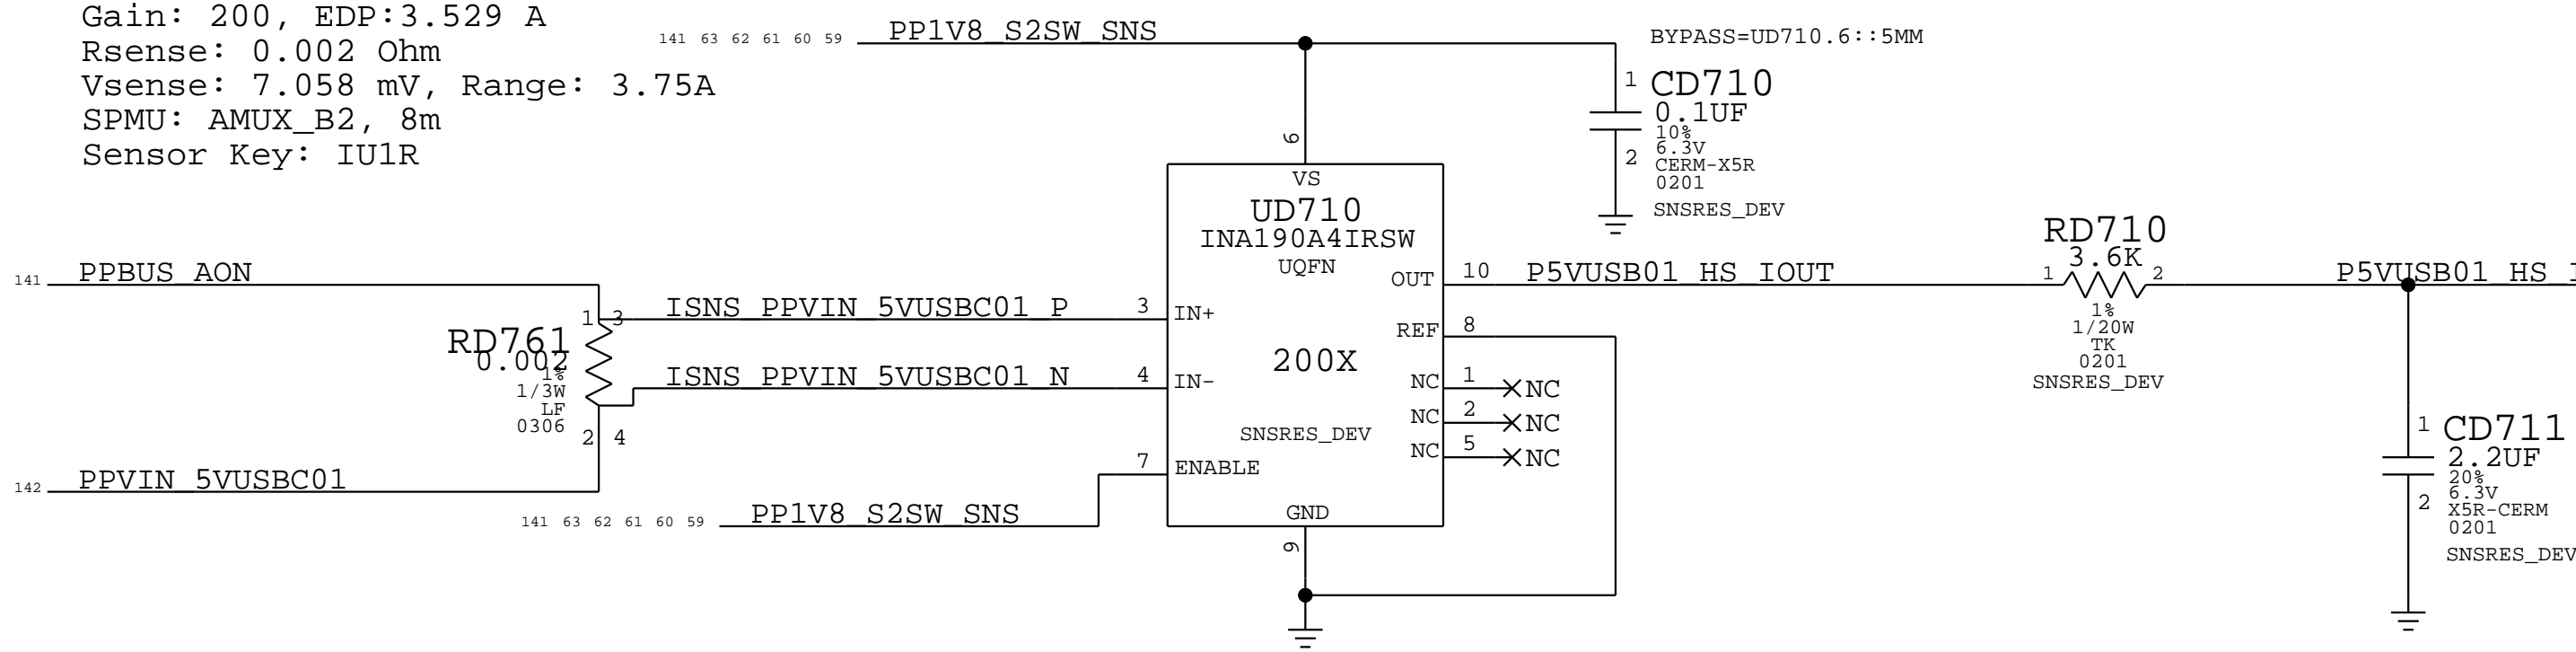 Gain: 200, EDP:3.529 A
Rsense: 0.002 Ohm
Vsense: 7.058 mV, Range: 3.75A
SPMU: AMUX_B2, 8m
Sensor Key: IU1R
141 63 62 61 60 59
PP1V8_S2SW_SNS
BYPASS=UD710.6::5MM
1
CD710
0.1UF
10%
6.3V
2
CERM-X5R
0201
SNSRES_DEV
6
VS
UD710
INA190A4IRSW
UQFN
141
PPBUS_AON
OUT
10
P5VUSB01_HS_IOUT
RD710
3.6K
1
2
1%
1/20W
TK
0201
SNSRES_DEV
P5VUSB01_HS_
1
3
ISNS_PPVIN_5VUSBC01_P
3
IN+
REF
8
RD761
0.002
1%
1/3W
LF
0306
2
4
200X
ISNS_PPVIN_5VUSBC01_N
4
IN-
NC
1
NC
NC
2
NC
NC
5
NC
SNSRES_DEV
7
ENABLE
142
PPVIN_5VUSBC01
141 63 62 61 60 59
PP1V8_S2SW_SNS
GND
9
1
CD711
2.2UF
20%
6.3V
2
X5R-CERM
0201
SNSRES_DEV